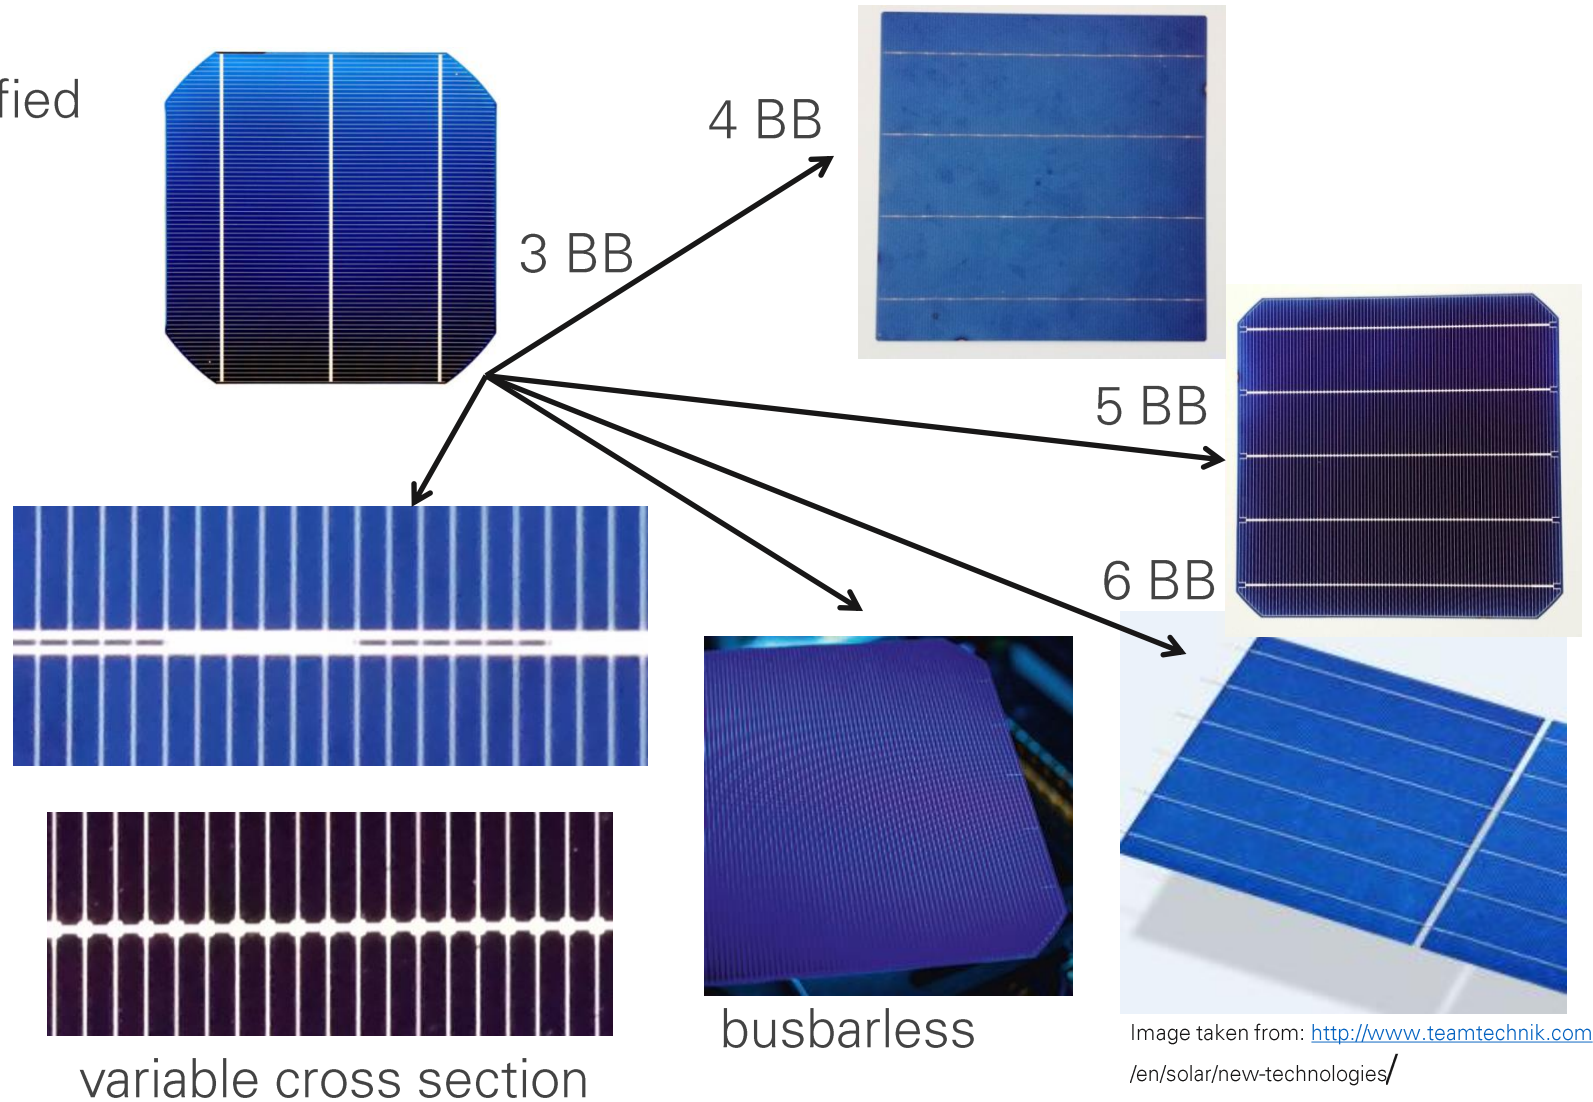 fied
4 BB
3 BB
5 BB
6 BB
busbarless
Image taken from: http://www.teamtechnik.com
/en/solar/new-technologies/
variable cross section